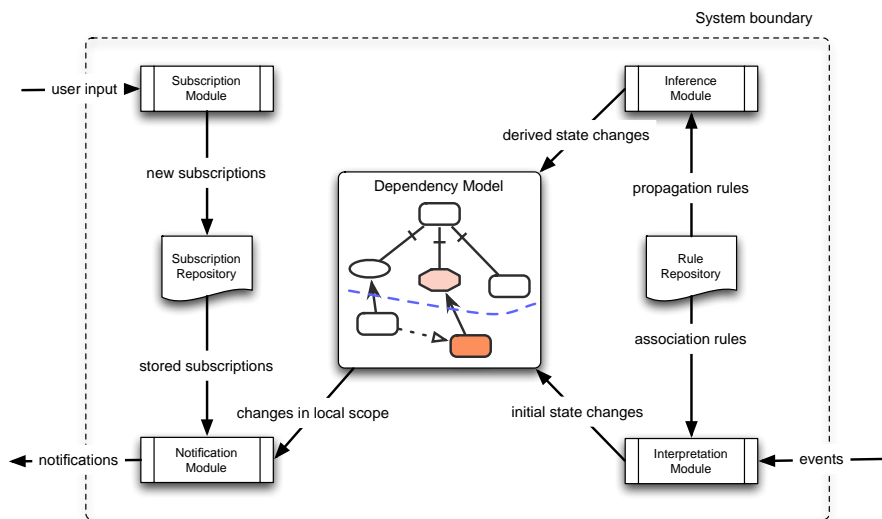 System boundary
user input
Subscription
Module
Inference
Module
derived state changes
new subscriptions
Dependency Model
propagation rules
Subscription
Repository
Rule
Repository
association rules
stored subscriptions
changes in local scope
initial state changes
notifications
Notification
Module
Interpretation
Module
events